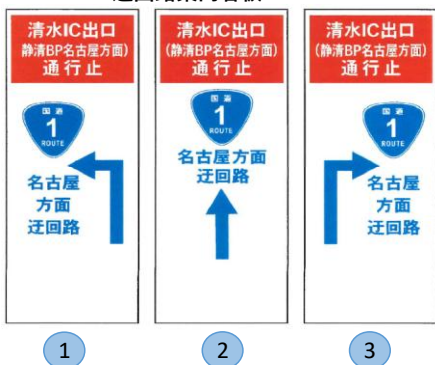 清水IC出口
(静清BP名古屋方面)
通行止
国道
1
ROUTE
名古屋
方面
迂回路
1
清水IC出口
(静清BP名古屋方面)
通行止
国道
1
ROUTE
名古屋方面
迂回路
2
清水IC出口
(静清BP名古屋方面)
通行止
国道
1
ROUTE
名古屋
方面
迂回路
3